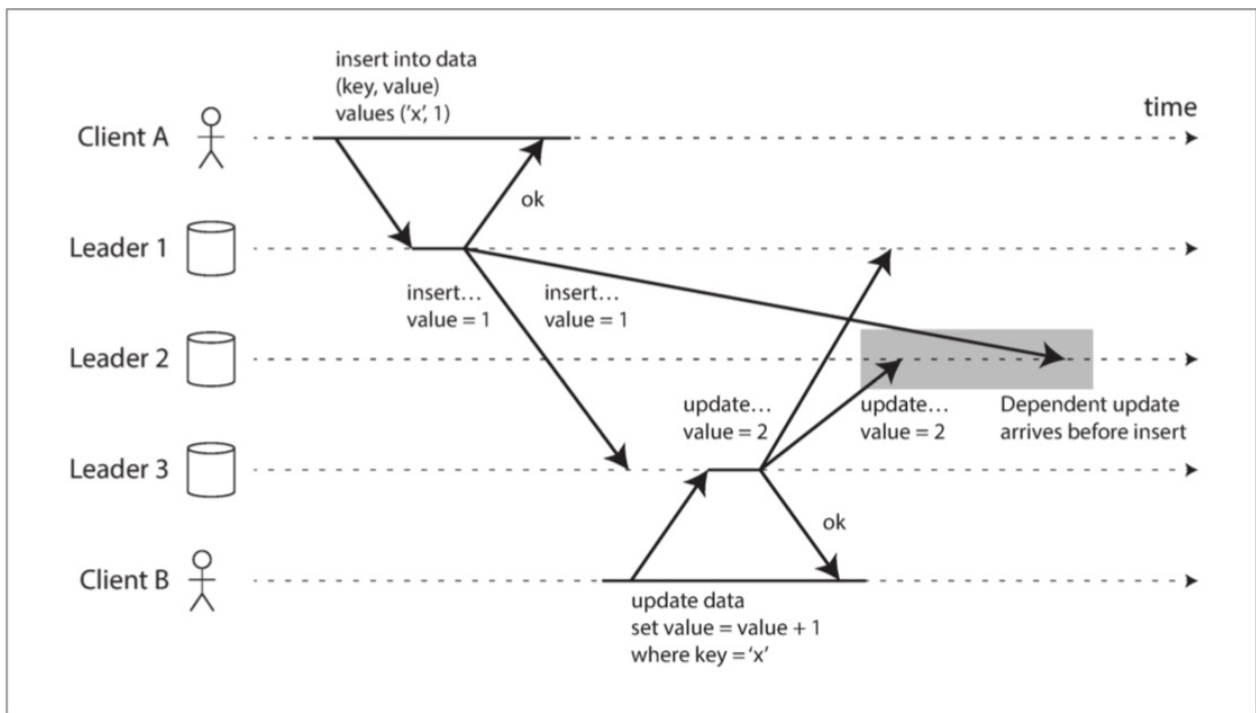 insert into data
(key, value)
values (‘x’, 1)
time
Client A
ok
Leader 1
insert…
value = 1
insert…
value = 1
Leader 2
update…
value = 2
update…
value = 2
Dependent update
arrives before insert
Leader 3
ok
Client B
update data
set value = value + 1
where key = ‘x’